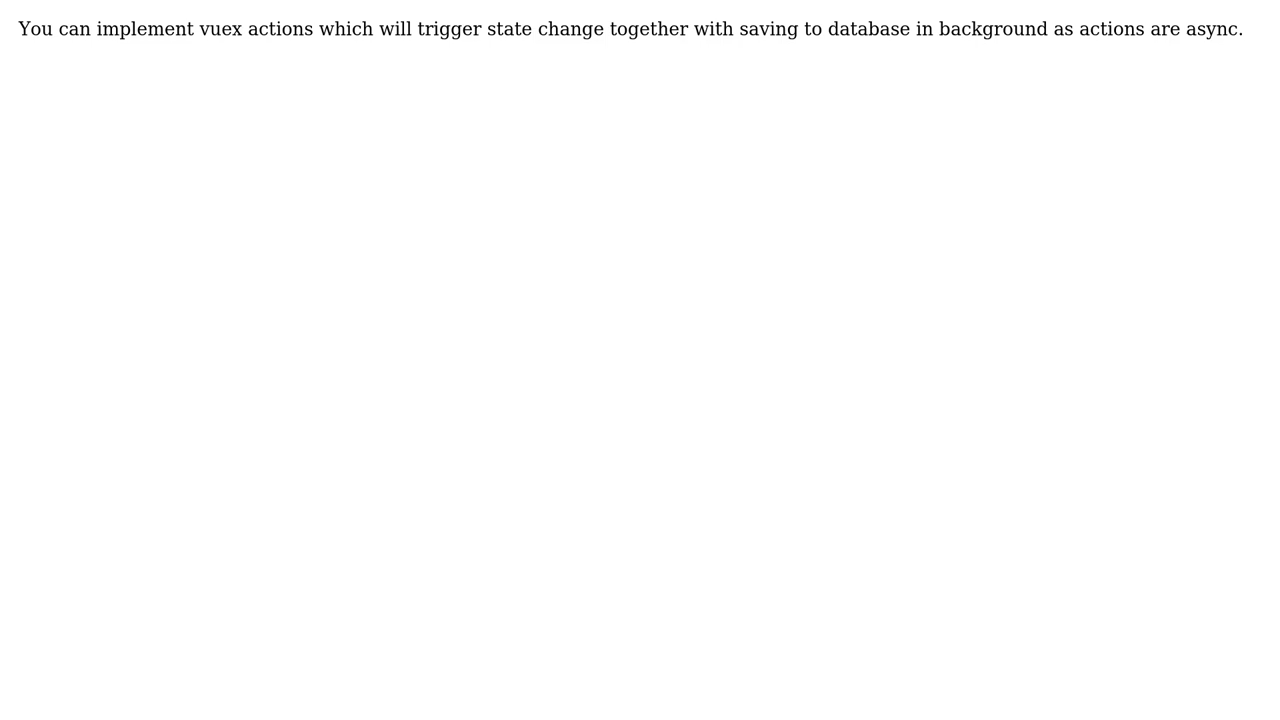 You can implement vuex actions which will trigger state change together with saving to database in background as actions are async.